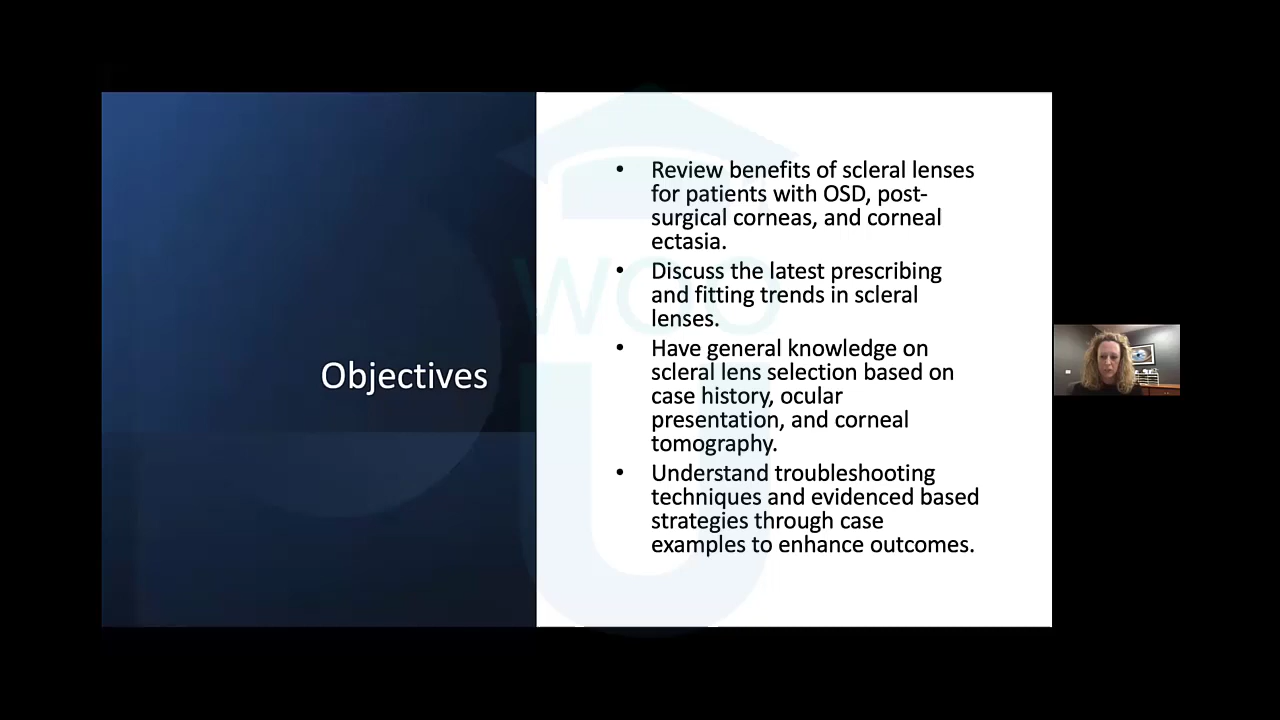 Objectives
• Review benefits of scleral lenses
for patients with OSD, post-
surgical corneas, and corneal
ectasia.
• Discuss the latest prescribing
and fitting trends in scleral
lenses.
• Have general knowledge on
scleral lens selection based on
case history, ocular
presentation, and corneal
tomography.
• Understand troubleshooting
techniques and evidenced based
strategies through case
examples to enhance outcomes.
WOO
U